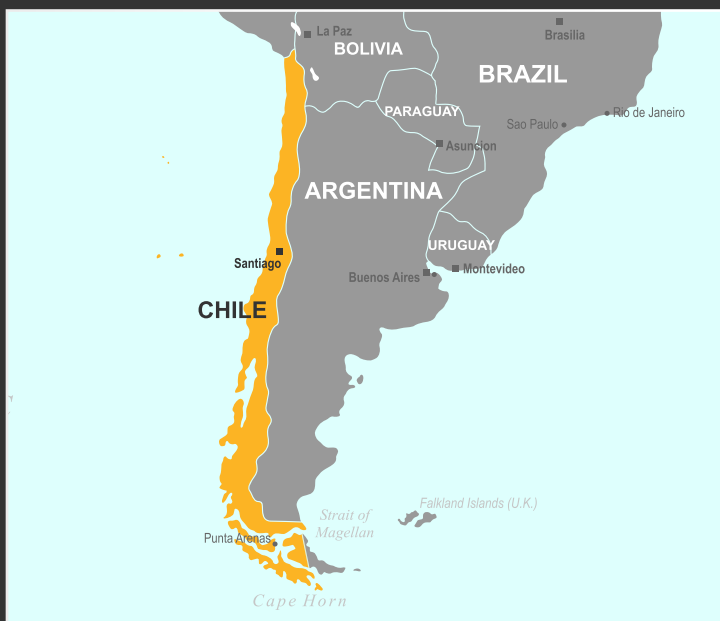 La Paz
BOLIVIA
Brasilia
BRAZIL
PARAGUAY
Rio de Janeiro
Sao Paulo
Asuncion
ARGENTINA
URUGUAY
Santiago
Montevideo
Buenos Aires
CHILE
Falkland Islands (U.K.)
Strait of
Magellan
Punta Arenas
Cape Horn